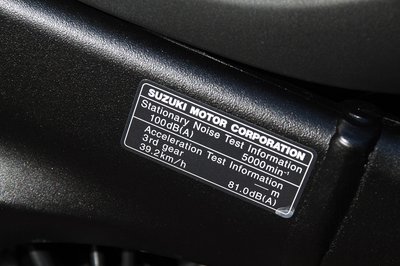 SUZUKI MOTOR CORPORATION
Stationary Noise Test Information
100dB(A) 5000min⁻¹
Acceleration Test Information
3rd gear — m
39.2km/h 81.0dB(A)